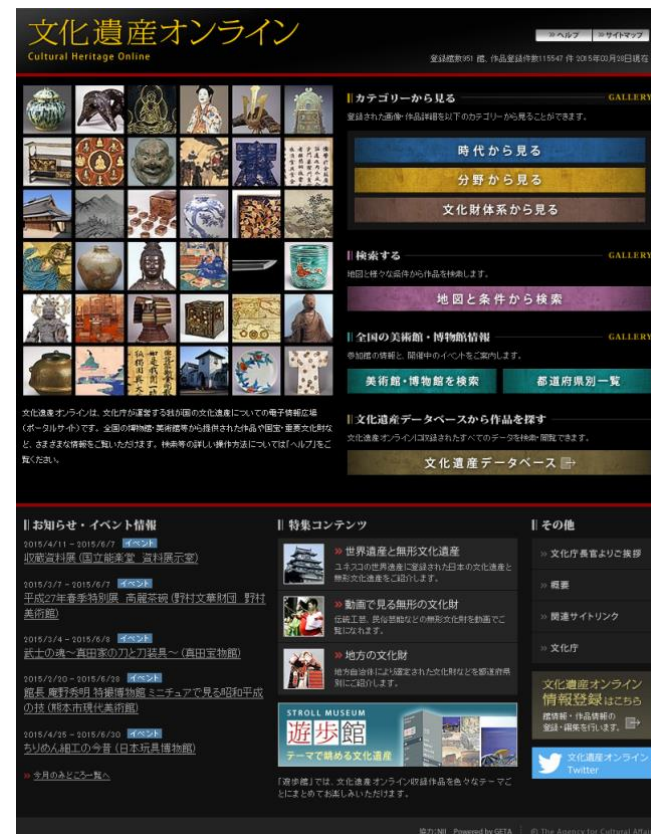 文化遺産オンライン
Cultural Heritage Online
»ヘルプ
»サイトマップ
登録館数951 館、作品登録件数115547 件 2015年03月20日現在
カテゴリーから見る
GALLERY
登録された画像・作品詳細を以下のカテゴリーから見ることができます。
時代から見る
分野から見る
文化財体系から見る
検索する
GALLERY
地図と様々な条件から作品を検索します。
地図と条件から検索
全国の美術館・博物館情報
GALLERY
参加館の情報と、開催中のイベントをご案内します。
美術館・博物館を検索
都道府県別一覧
文化遺産データベースから作品を探す
文化遺産オンラインに収録されたすべてのデータを検索・閲覧できます。
文化遺産データベース
文化遺産オンラインは、文化庁が運営する我が国の文化遺産についての電子情報広場
(ポータルサイト)です。全国の博物館・美術館等から提供された作品や国宝・重要文化財な
ど、さまざまな情報をご覧いただけます。検索等の詳しい操作方法については「ヘルプ」をご
覧ください。
お知らせ・イベント情報
2015/4/11 - 2015/6/7 イベント
収蔵資料展 (国立能楽堂 資料展示室)
2015/3/7 - 2015/6/7 イベント
平成27年春季特別展 高麗茶碗 (野村文華財団 野村
美術館)
2015/3/4 - 2015/6/8 イベント
武士の魂～真田家の刀と刀装具～ (真田宝物館)
2015/2/20 - 2015/6/28 イベント
館長 庵野秀明 特撮博物館 ミニチュアで見る昭和平成
の技 (熊本市現代美術館)
2015/4/25 - 2015/6/30 イベント
ちりめん細工の今昔 (日本玩具博物館)
» 今月のみどころ一覧へ
特集コンテンツ
»世界遺産と無形文化遺産
ユネスコの世界遺産に登録された日本の文化遺産と
無形文化遺産をご紹介します。
»動画で見る無形の文化財
伝統工芸、民俗芸能などの無形文化財を動画でご
覧になれます。
»地方の文化財
地方自治体により選定された文化財などを都道府県
別にご紹介します。
STROLL MUSEUM
遊歩館
テーマで眺める文化遺産
「遊歩館」では、文化遺産オンライン収録作品を色々なテーマご
とにまとめてお楽しみいただけます。
その他
» 文化庁長官よりご挨拶
» 概要
» 関連サイトリンク
» 文化庁
文化遺産オンライン
情報登録はこちら
館情報・作品情報の
登録・編集を行います。
文化遺産オンライン
Twitter
協力:NII Powered by GETA
© The Agency for Cultural Affai